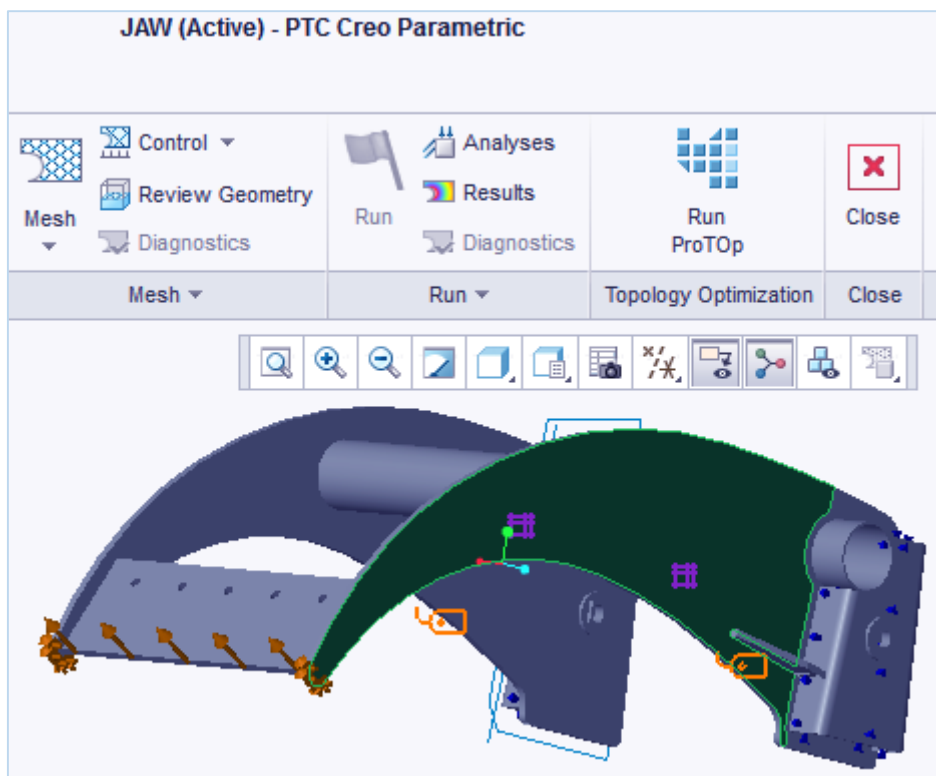 JAW (Active) - PTC Creo Parametric
Control
Review Geometry
Diagnostics
Mesh
Analyses
Results
Diagnostics
Run
Run
ProTOp
Close
Mesh
Run
Topology Optimization
Close